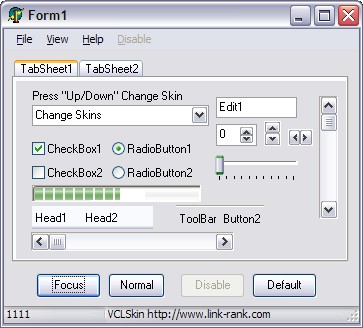 Form1
File View Help Disable
TabSheet1 TabSheet2
Press "Up/Down" Change Skin
Edit1
Change Skins
0
CheckBox1 RadioButton1
CheckBox2 RadioButton2
Head1 Head2
ToolBar Button2
Focus Normal Disable Default
1111 VCLSkin http://www.link-rank.com